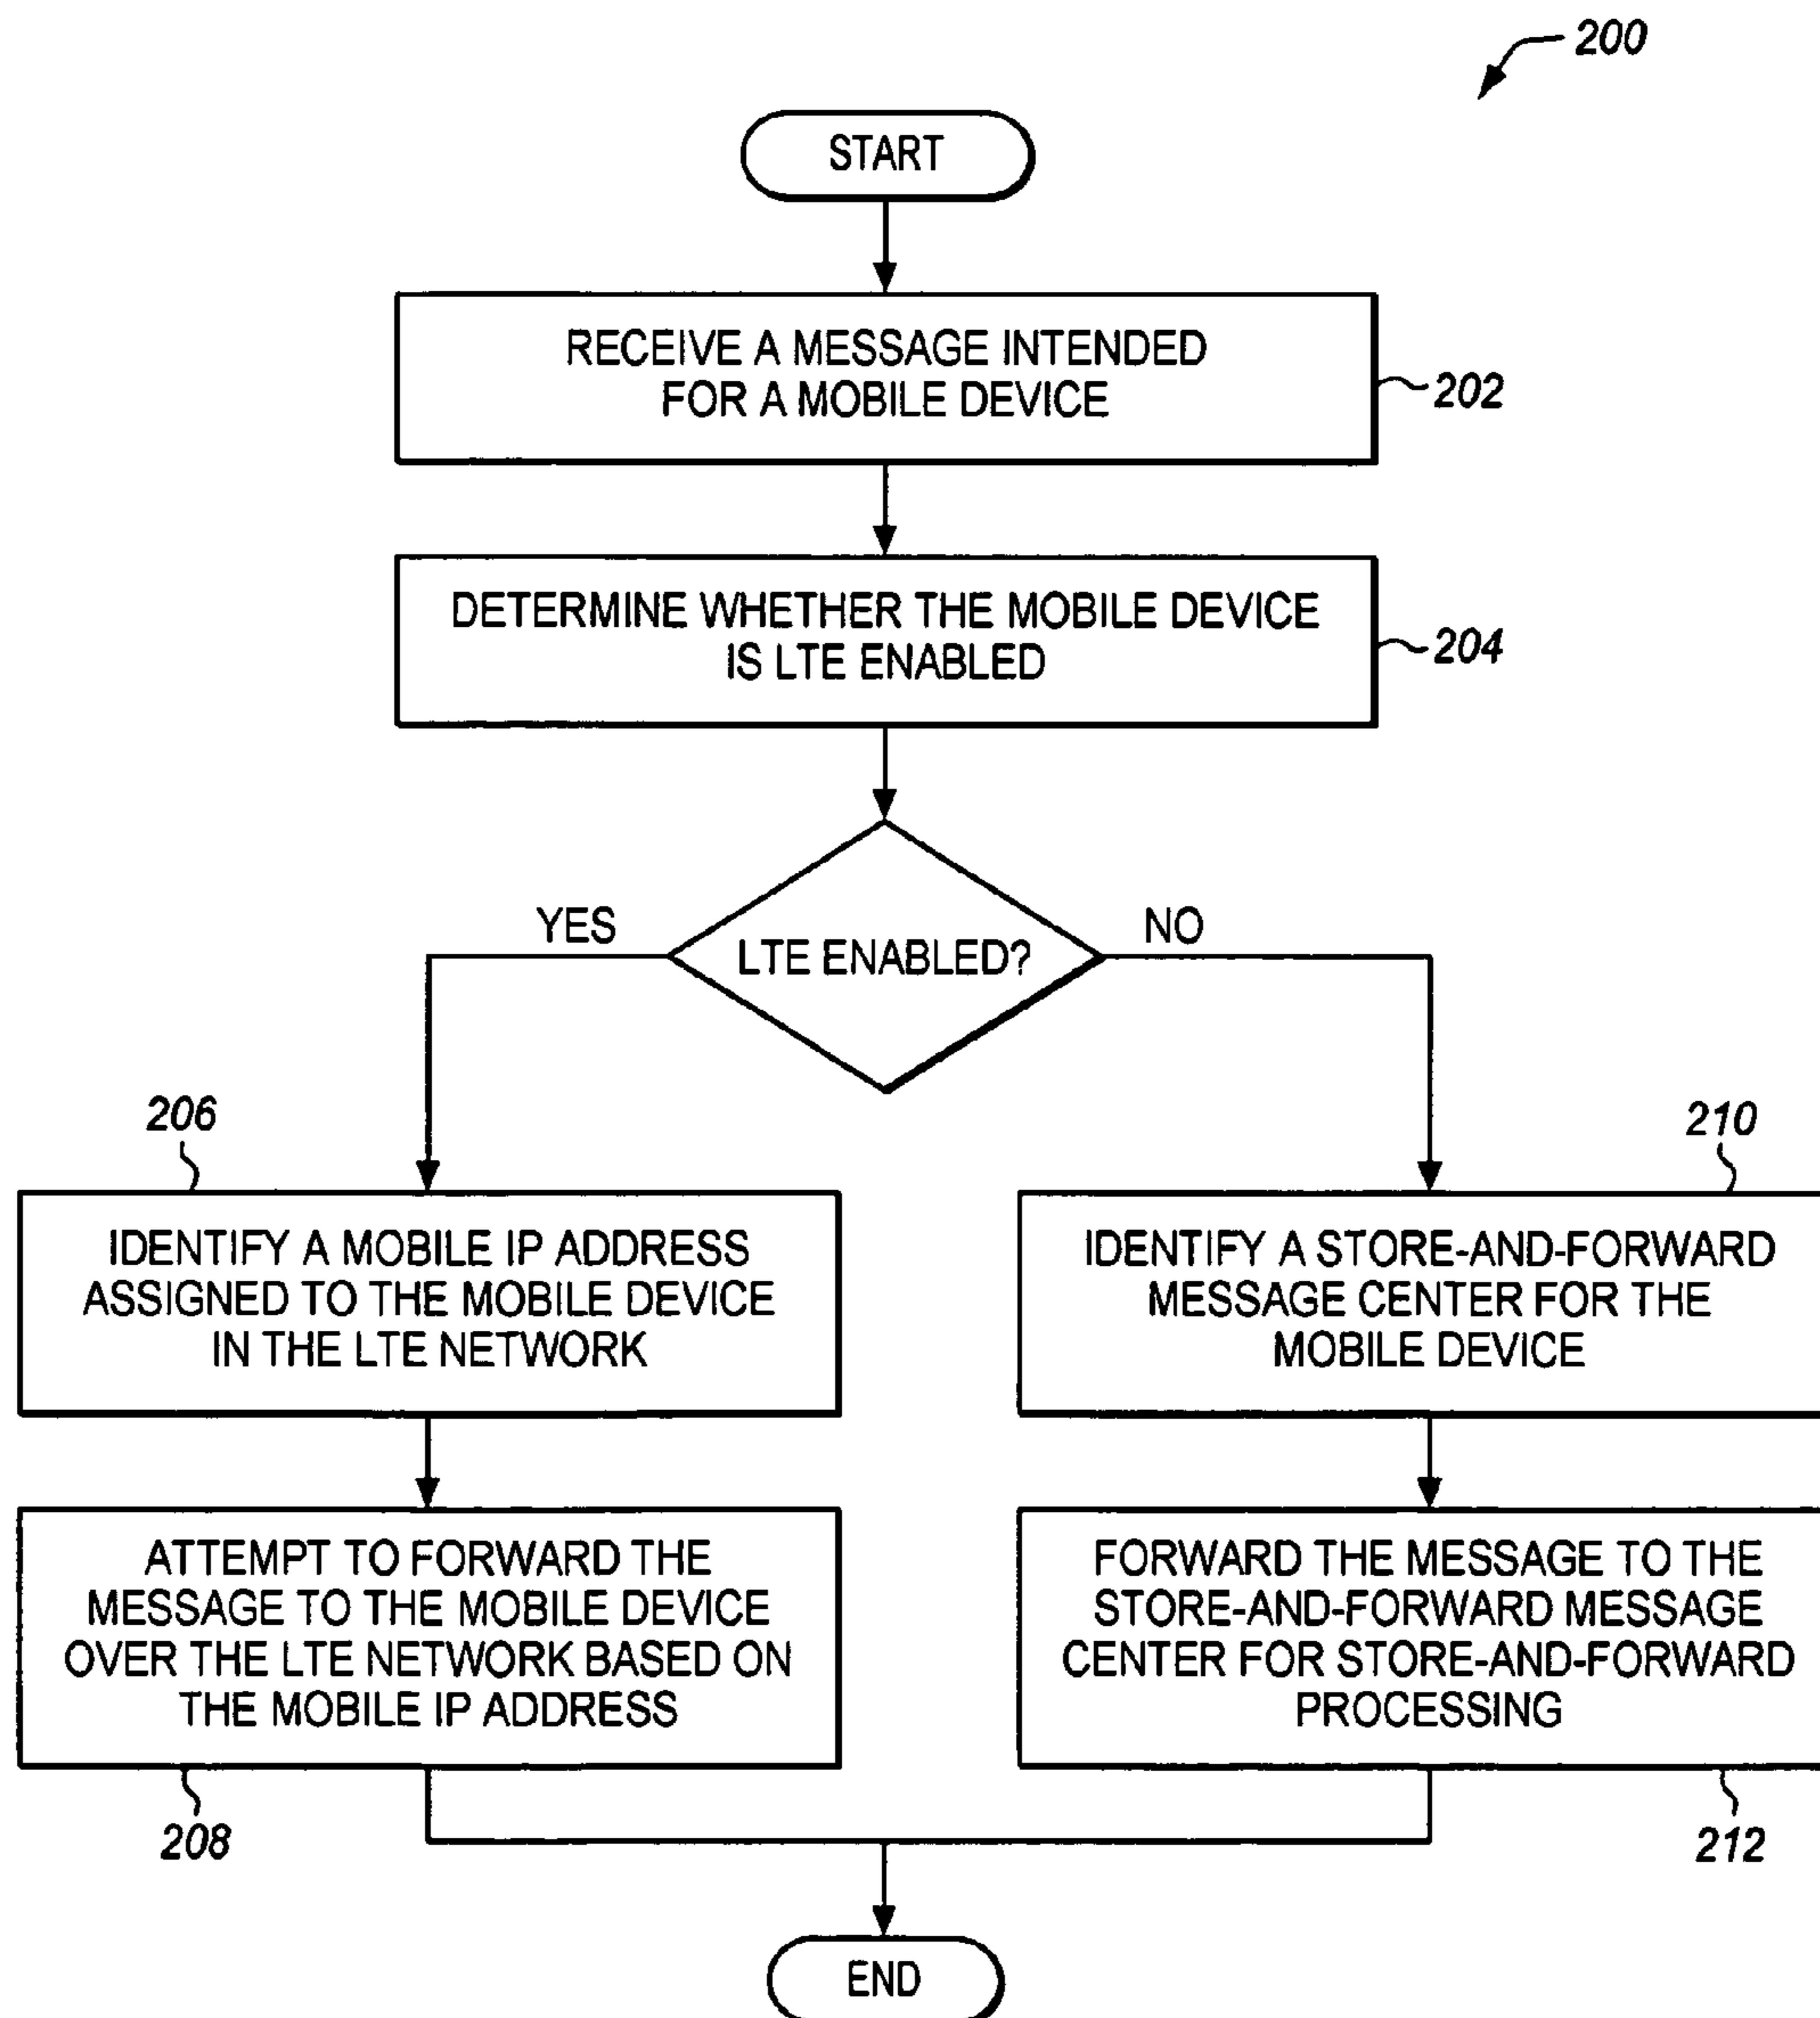 200
START
RECEIVE A MESSAGE INTENDED
FOR A MOBILE DEVICE
202
DETERMINE WHETHER THE MOBILE DEVICE
IS LTE ENABLED
204
YES
LTE ENABLED?
NO
206
IDENTIFY A MOBILE IP ADDRESS
ASSIGNED TO THE MOBILE DEVICE
IN THE LTE NETWORK
210
IDENTIFY A STORE-AND-FORWARD
MESSAGE CENTER FOR THE
MOBILE DEVICE
ATTEMPT TO FORWARD THE
MESSAGE TO THE MOBILE DEVICE
OVER THE LTE NETWORK BASED ON
THE MOBILE IP ADDRESS
208
FORWARD THE MESSAGE TO THE
STORE-AND-FORWARD MESSAGE
CENTER FOR STORE-AND-FORWARD
PROCESSING
212
END